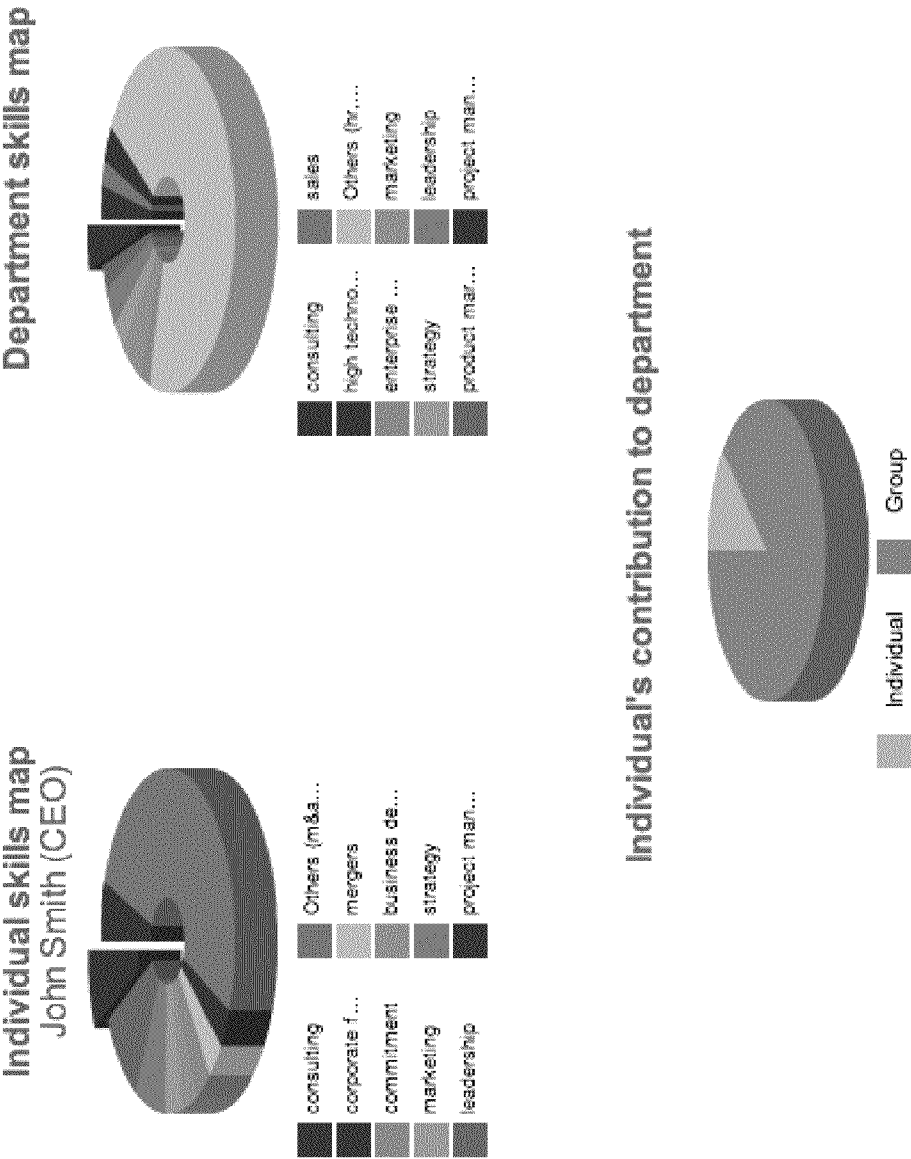 Individual skills map
John Smith (CEO)
consulting
corporate f...
commitment
marketing
leadership
Others (m&a...
mergers
business de...
strategy
project man...
Department skills map
consulting
high techno...
enterprise ...
strategy
product mar...
sales
Others (hr,...
marketing
leadership
project man...
Individual's contribution to department
Individual
Group